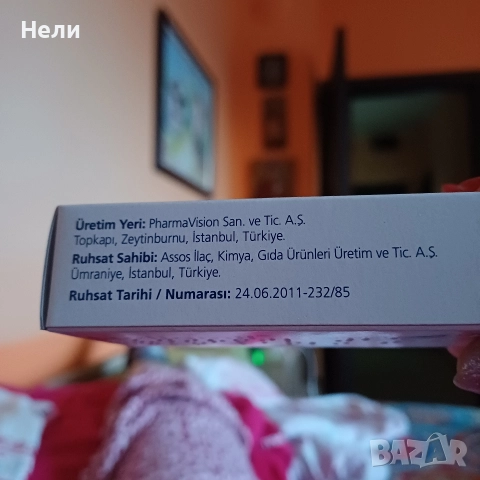 Нели
Üretim Yeri: PharmaVision San. ve Tic. A.Ş.
Topkapı, Zeytinburnu, İstanbul, Türkiye.
Ruhsat Sahibi: Assos İlaç, Kimya, Gıda Ürünleri Üretim ve Tic. A.Ş.
Ümraniye, İstanbul, Türkiye.
Ruhsat Tarihi / Numarası: 24.06.2011-232/85
BAZAR